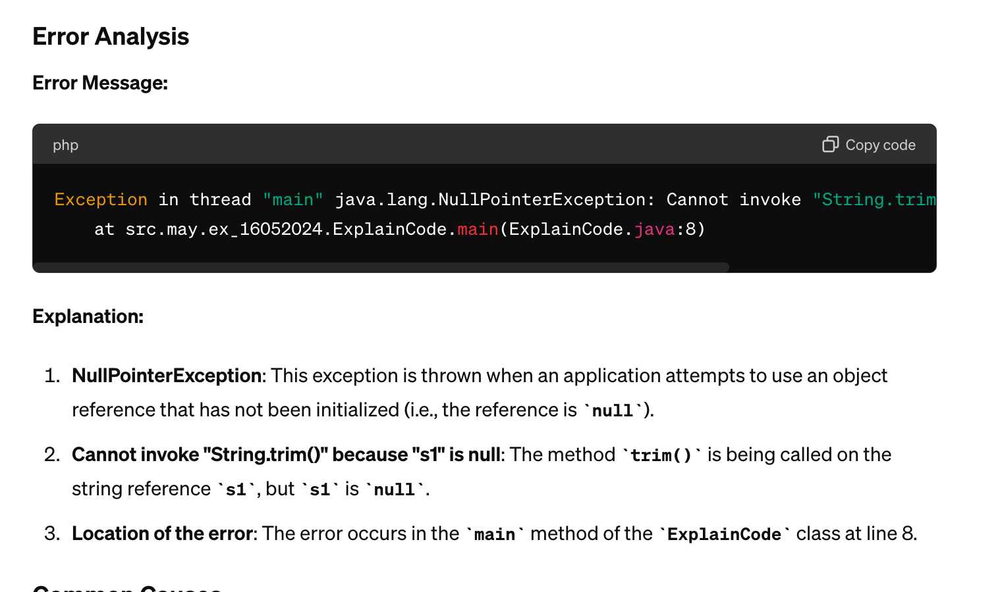 Error Analysis
Error Message:
php
Copy code
Exception in thread "main" java.lang.NullPointerException: Cannot invoke "String.trim
at src.may.ex_16052024.ExplainCode.main(ExplainCode.java:8)
Explanation:
1. NullPointerException: This exception is thrown when an application attempts to use an object
reference that has not been initialized (i.e., the reference is `null`).
2. Cannot invoke "String.trim()" because "s1" is null: The method `trim()` is being called on the
string reference `s1`, but `s1` is `null`.
3. Location of the error: The error occurs in the `main` method of the `ExplainCode` class at line 8.
Common Causes